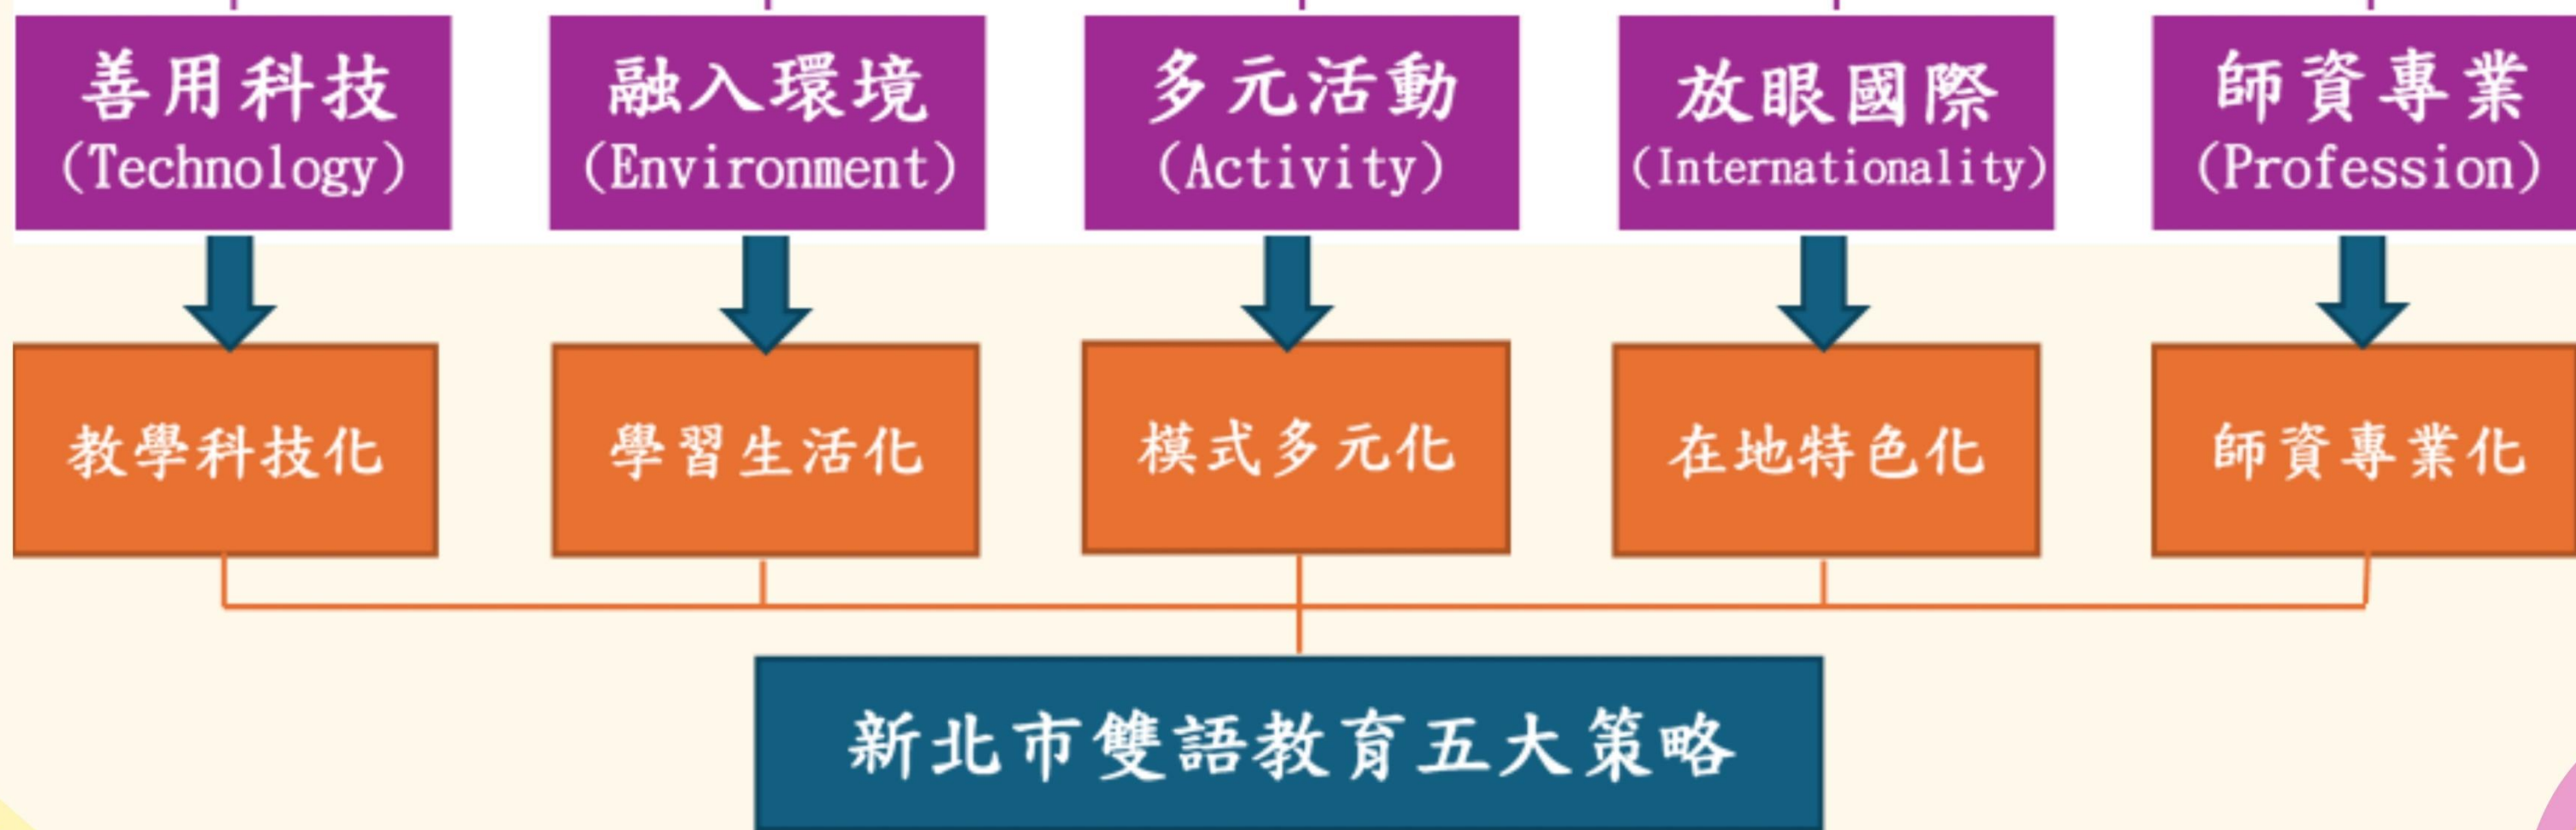 善用科技
(Technology)
融入環境
(Environment)
多元活動
(Activity)
放眼國際
(Internationality)
師資專業
(Profession)
教學科技化
學習生活化
模式多元化
在地特色化
師資專業化
新北市雙語教育五大策略